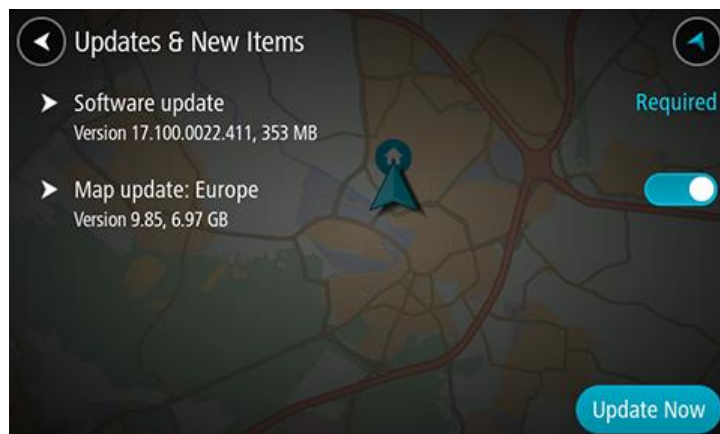 Updates & New Items
Software update
Required
Version 17.100.0022.411, 353 MB
Map update: Europe
Version 9.85, 6.97 GB
Update Now